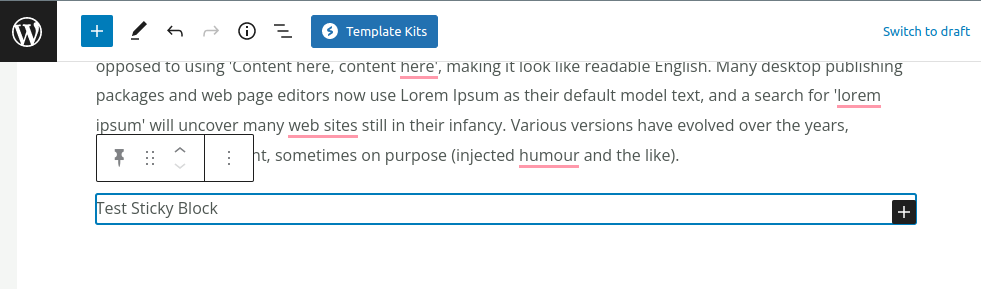 Template Kits
Switch to draft
opposed to using 'Content here, content here', making it look like readable English. Many desktop publishing
packages and web page editors now use Lorem Ipsum as their default model text, and a search for 'lorem
ipsum' will uncover many web sites still in their infancy. Various versions have evolved over the years,
sometimes on purpose (injected humour and the like).
Test Sticky Block